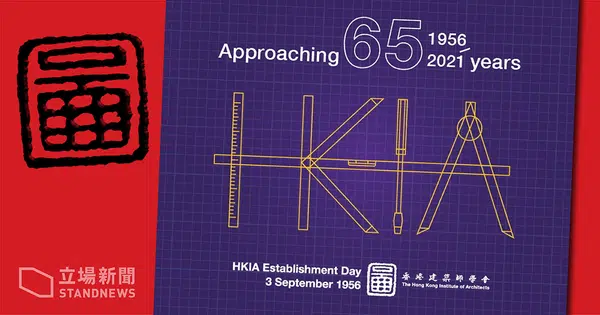 Approaching 65 1956 2021 years
HKIA
HKIA Establishment Day
3 September 1956
香港建築師學會
The Hong Kong Institute of Architects
立場新聞
STANDNEWS